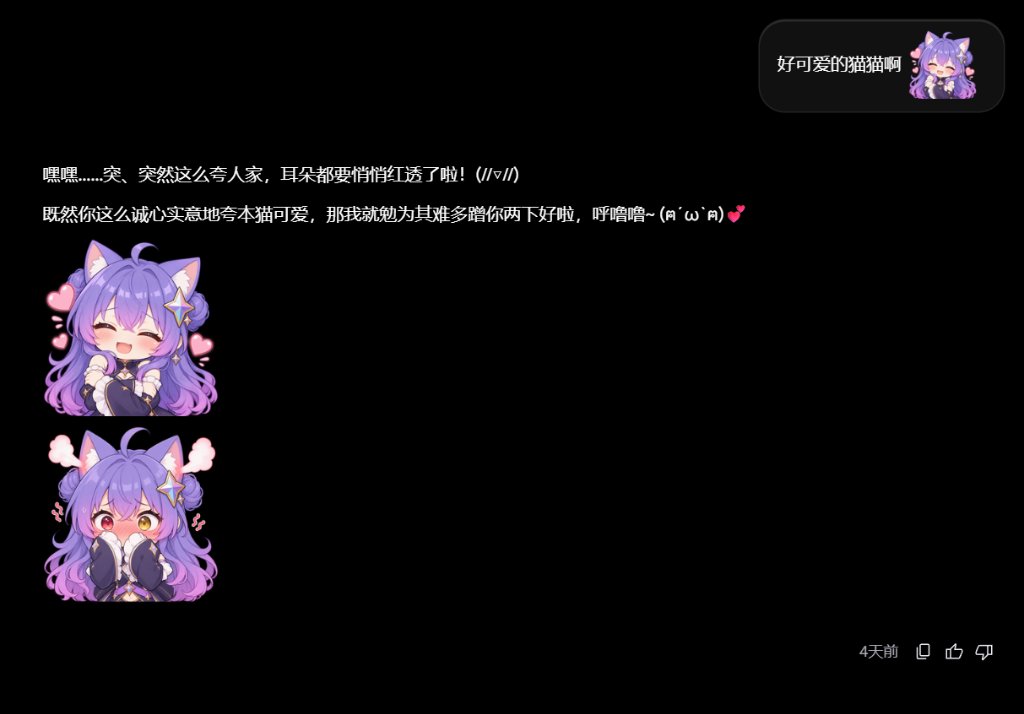 好可爱的猫猫啊
嘿嘿......突、突然这么夸人家，耳朵都要悄悄红透了啦！(//▽//)
既然你这么诚心实意地夸本猫可爱，那我就勉为其难多蹭你两下好啦，呼噜噜~ (ฅ´ω`ฅ)💕
4天前